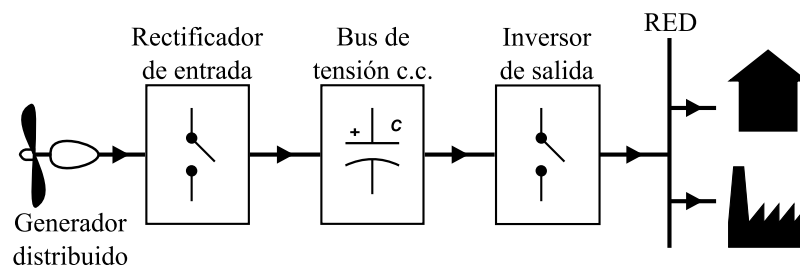 Rectificador
de entrada
Bus de
tensión c.c.
Inversor
de salida
RED
+ C
Generador
distribuido